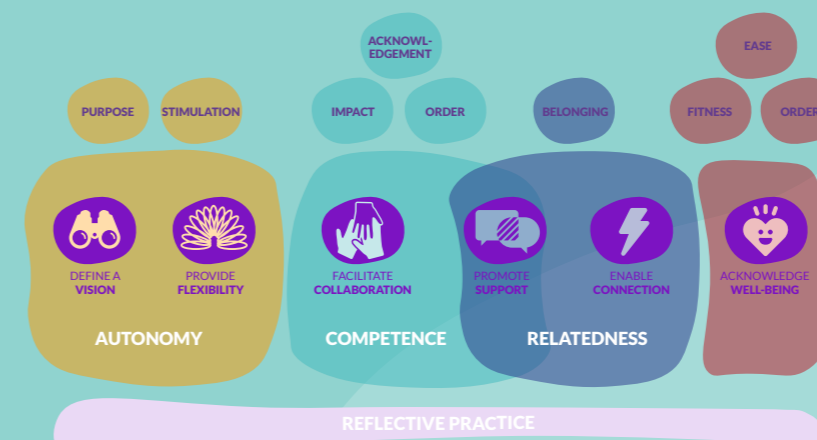 ACKNOWL-
EDGEMENT
EASE
PURPOSE
STIMULATION
IMPACT
ORDER
BELONGING
FITNESS
ORDER
DEFINE A
VISION
PROVIDE
FLEXIBILITY
FACILITATE
COLLABORATION
PROMOTE
SUPPORT
ENABLE
CONNECTION
ACKNOWLEDGE
WELL-BEING
AUTONOMY
COMPETENCE
RELATEDNESS
REFLECTIVE PRACTICE